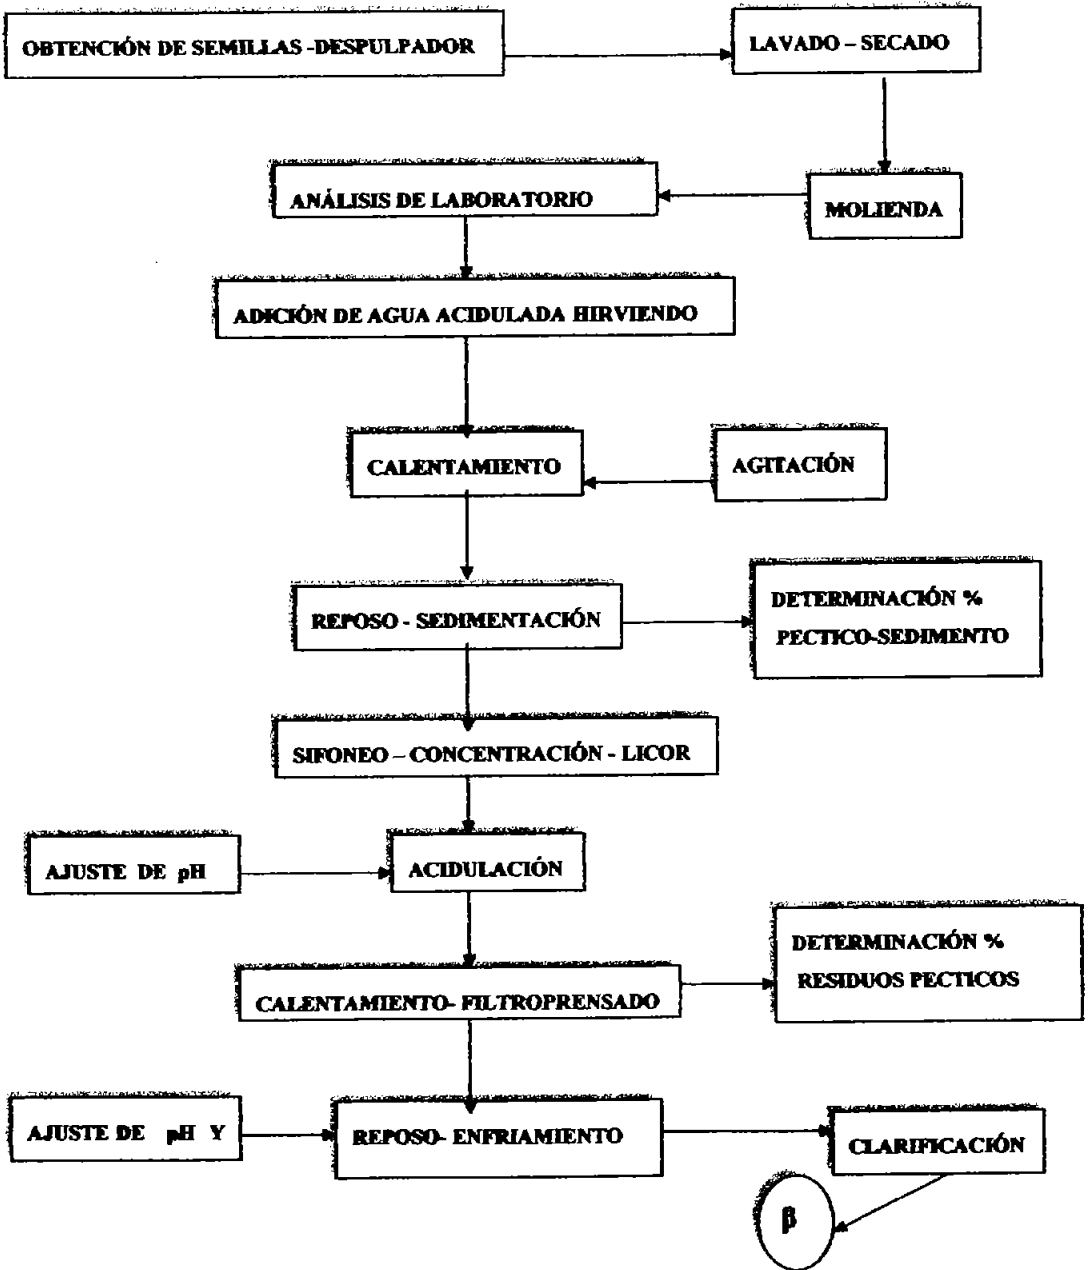 OBTENCIÓN DE SEMILLAS -DESPULPADOR
LAVADO – SECADO
ANÁLISIS DE LABORATORIO
MOLIENDA
ADICIÓN DE AGUA ACIDULADA HIRVIENDO
CALENTAMIENTO
AGITACIÓN
REPOSO - SEDIMENTACIÓN
DETERMINACIÓN %
PECTICO-SEDIMENTO
SIFONEO – CONCENTRACIÓN - LICOR
AJUSTE DE pH
ACIDULACIÓN
DETERMINACIÓN %
RESIDUOS PECTICOS
CALENTAMIENTO- FILTROPRENSADO
AJUSTE DE pH Y
REPOSO- ENFRIAMIENTO
CLARIFICACIÓN
β